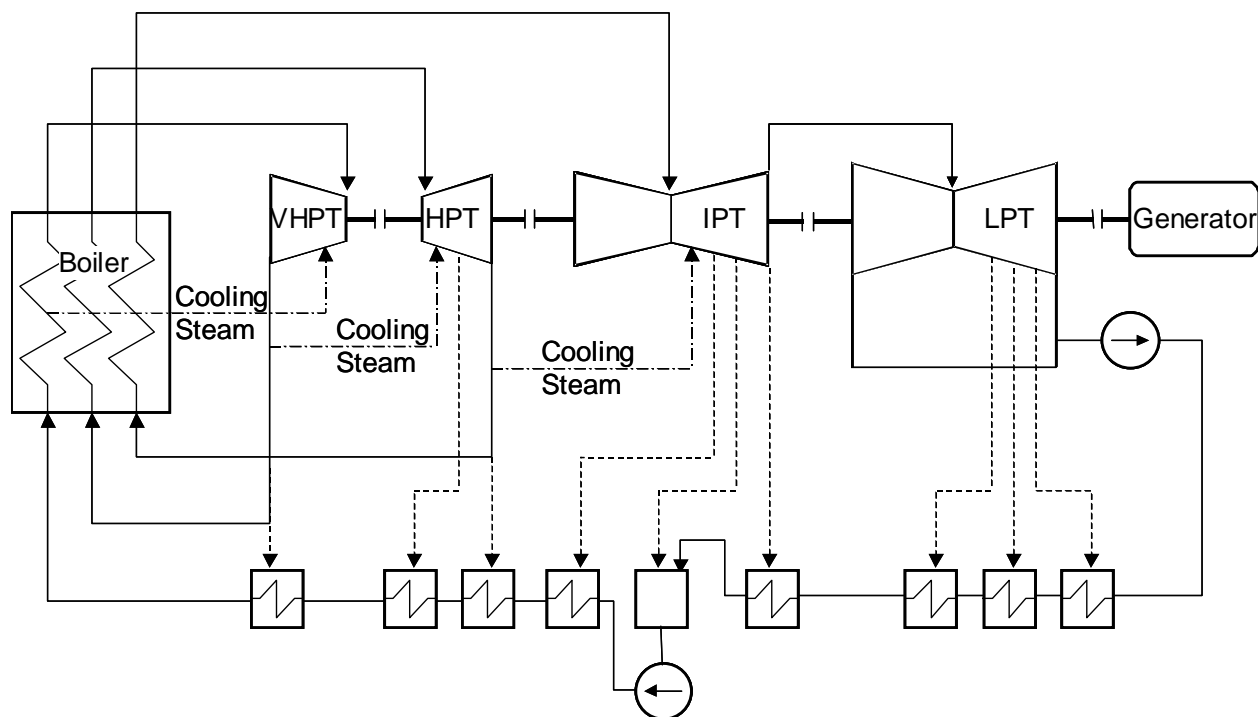 VHPT
HPT
IPT
LPT
Generator
Boiler
Cooling
Steam
Cooling
Steam
Cooling
Steam